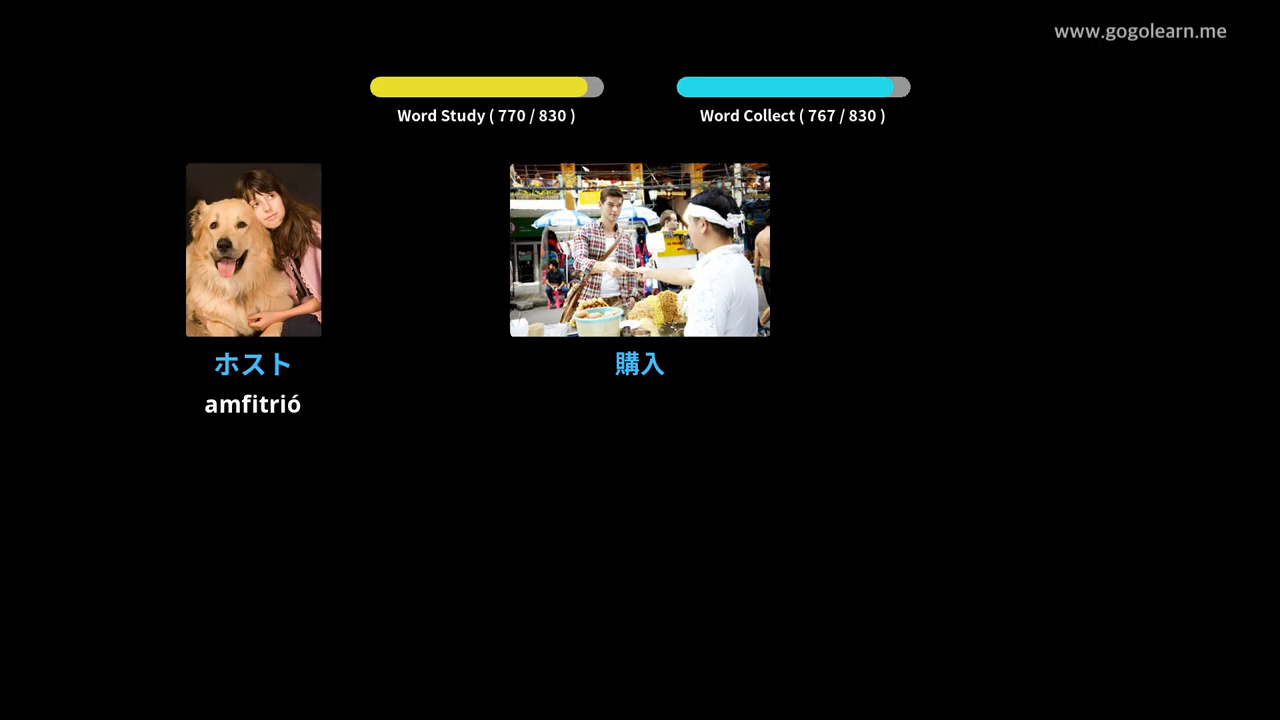 www.gogolearn.me
Word Study ( 770 / 830 )
Word Collect ( 767 / 830 )
ホスト
購入
amfitrió